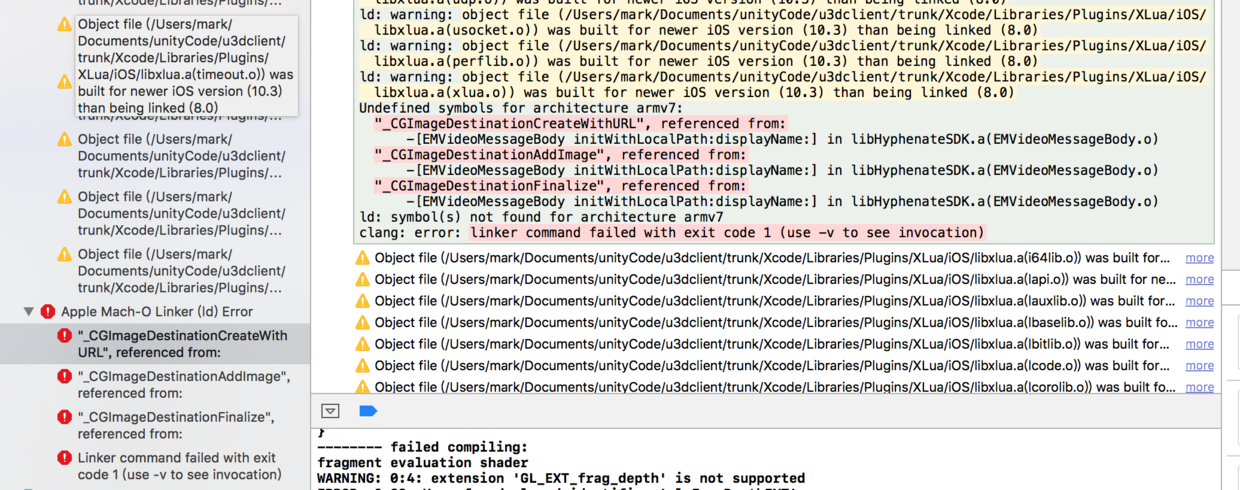 trunk/Xcode/Libraries/Plugins/...
Object file (/Users/mark/
Documents/unityCode/u3dclient/
trunk/Xcode/Libraries/Plugins/
XLua/iOS/libxlua.a(timeout.o)) was
built for newer iOS version (10.3)
than being linked (8.0)
trunk/Xcode/Libraries/Plugins/...
Object file (/Users/mark/
Documents/unityCode/u3dclient/
trunk/Xcode/Libraries/Plugins/...
Object file (/Users/mark/
Documents/unityCode/u3dclient/
trunk/Xcode/Libraries/Plugins/...
Object file (/Users/mark/
Documents/unityCode/u3dclient/
trunk/Xcode/Libraries/Plugins/...
Apple Mach-O Linker (ld) Error
"_CGImageDestinationCreateWith
URL", referenced from:
"_CGImageDestinationAddImage",
referenced from:
"_CGImageDestinationFinalize",
referenced from:
Linker command failed with exit
code 1 (use -v to see invocation)
libxlua.a(udp.o)) was built for newer iOS version (10.3) than being linked (8.0)
ld: warning: object file (/Users/mark/Documents/unityCode/u3dclient/trunk/Xcode/Libraries/Plugins/XLua/iOS/
libxlua.a(usocket.o)) was built for newer iOS version (10.3) than being linked (8.0)
ld: warning: object file (/Users/mark/Documents/unityCode/u3dclient/trunk/Xcode/Libraries/Plugins/XLua/iOS/
libxlua.a(perflib.o)) was built for newer iOS version (10.3) than being linked (8.0)
ld: warning: object file (/Users/mark/Documents/unityCode/u3dclient/trunk/Xcode/Libraries/Plugins/XLua/iOS/
libxlua.a(xlua.o)) was built for newer iOS version (10.3) than being linked (8.0)
Undefined symbols for architecture armv7:
"_CGImageDestinationCreateWithURL", referenced from:
-[EMVideoMessageBody initWithLocalPath:displayName:] in libHyphenateSDK.a(EMVideoMessageBody.o)
"_CGImageDestinationAddImage", referenced from:
-[EMVideoMessageBody initWithLocalPath:displayName:] in libHyphenateSDK.a(EMVideoMessageBody.o)
"_CGImageDestinationFinalize", referenced from:
-[EMVideoMessageBody initWithLocalPath:displayName:] in libHyphenateSDK.a(EMVideoMessageBody.o)
ld: symbol(s) not found for architecture armv7
clang: error: linker command failed with exit code 1 (use -v to see invocation)
Object file (/Users/mark/Documents/unityCode/u3dclient/trunk/Xcode/Libraries/Plugins/XLua/iOS/libxlua.a(i64lib.o)) was built for... more
Object file (/Users/mark/Documents/unityCode/u3dclient/trunk/Xcode/Libraries/Plugins/XLua/iOS/libxlua.a(lapi.o)) was built for ne... more
Object file (/Users/mark/Documents/unityCode/u3dclient/trunk/Xcode/Libraries/Plugins/XLua/iOS/libxlua.a(lauxlib.o)) was built for... more
Object file (/Users/mark/Documents/unityCode/u3dclient/trunk/Xcode/Libraries/Plugins/XLua/iOS/libxlua.a(lbaselib.o)) was built fo... more
Object file (/Users/mark/Documents/unityCode/u3dclient/trunk/Xcode/Libraries/Plugins/XLua/iOS/libxlua.a(lbitlib.o)) was built for... more
Object file (/Users/mark/Documents/unityCode/u3dclient/trunk/Xcode/Libraries/Plugins/XLua/iOS/libxlua.a(lcode.o)) was built for... more
Object file (/Users/mark/Documents/unityCode/u3dclient/trunk/Xcode/Libraries/Plugins/XLua/iOS/libxlua.a(lcorolib.o)) was built fo... more
}
-------- failed compiling:
fragment evaluation shader
WARNING: 0:4: extension 'GL_EXT_frag_depth' is not supported